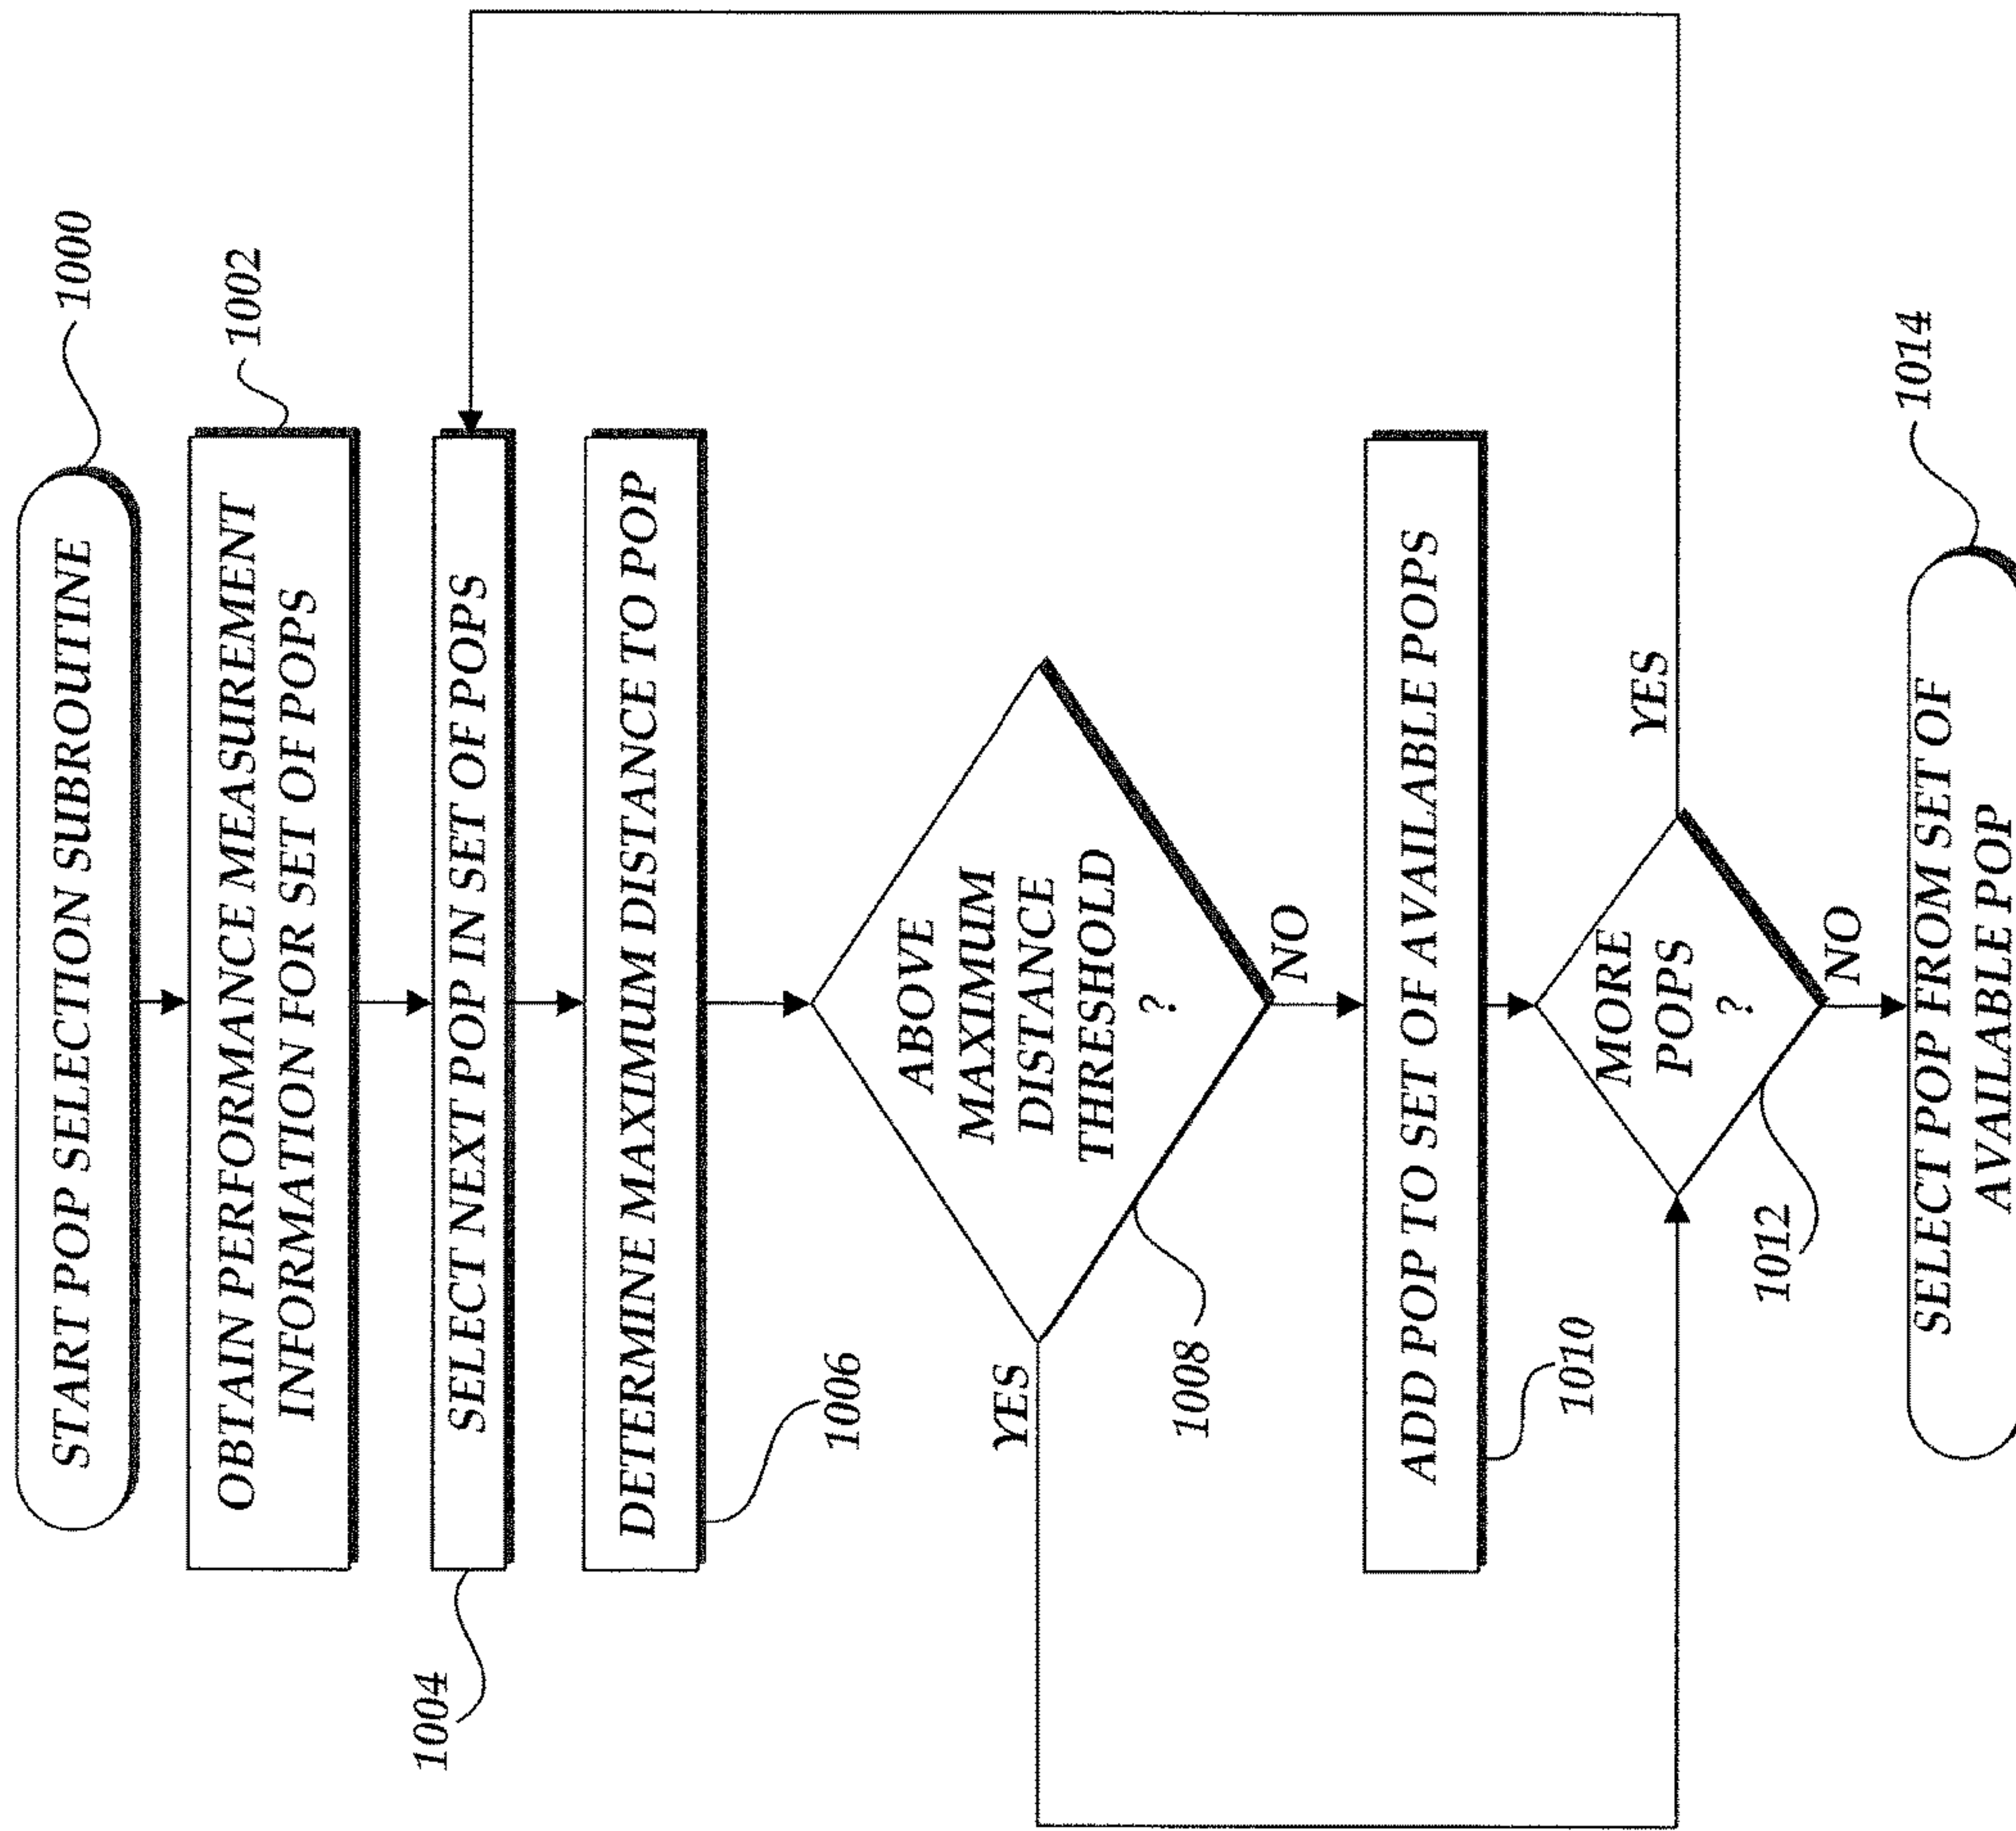 START POP SELECTION SUBROUTINE
1000
OBTAIN PERFORMANCE MEASUREMENT
INFORMATION FOR SET OF POPS
1002
SELECT NEXT POP IN SET OF POPS
1004
DETERMINE MAXIMUM DISTANCE TO POP
1006
ABOVE
MAXIMUM
DISTANCE
THRESHOLD
?
YES
1008
NO
ADD POP TO SET OF AVAILABLE POPS
1010
MORE
POPS
?
YES
1012
NO
SELECT POP FROM SET OF
AVAILABLE POP
1014